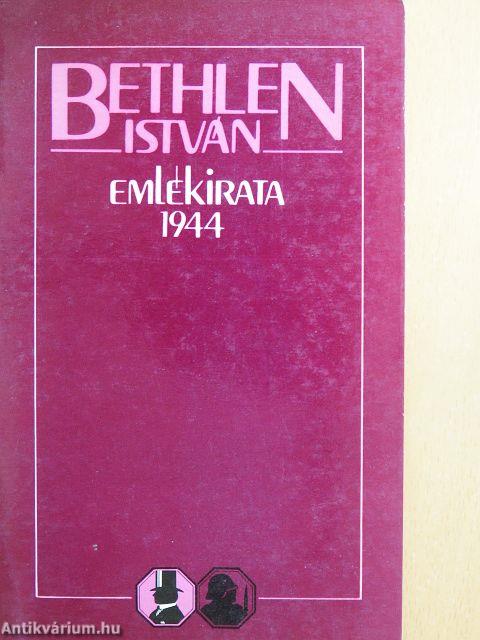 BETHLEN
ISTVÁN
EMLÉKIRATA
1944
Antikvárium.hu